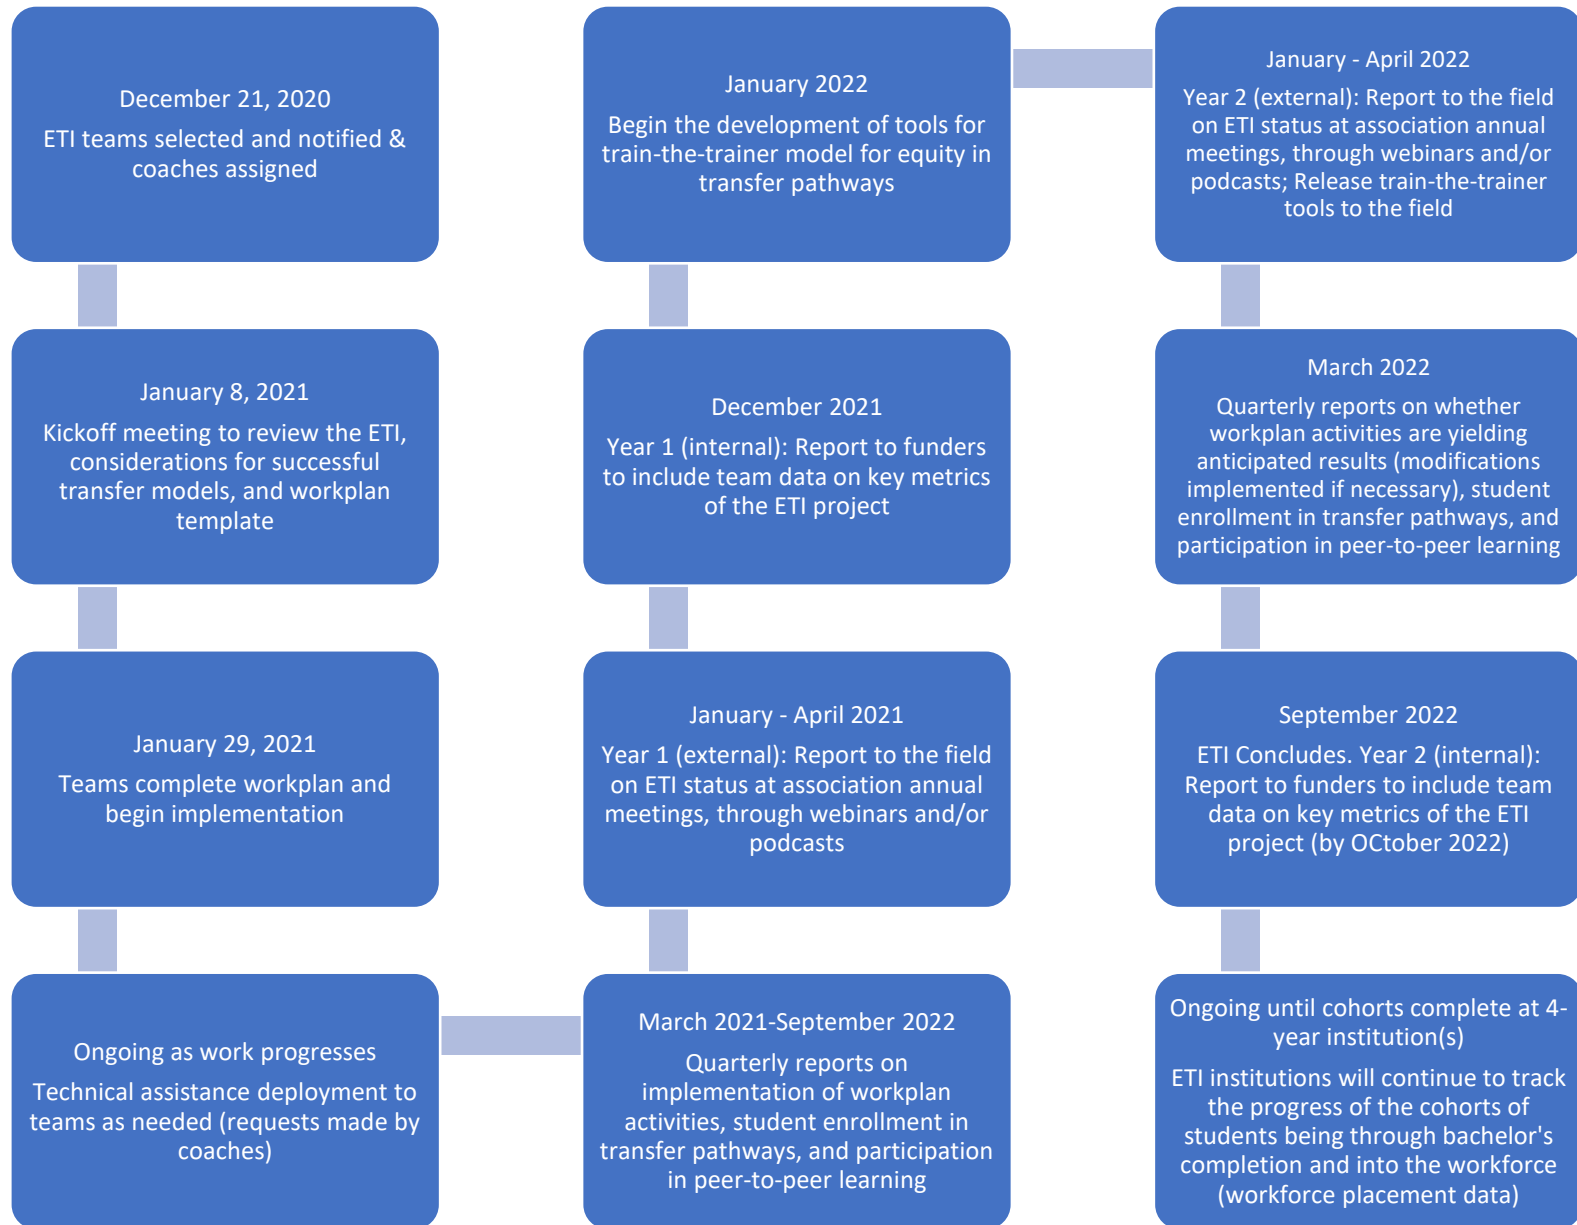 December 21, 2020
ETI teams selected and notified &
coaches assigned
January 8, 2021
Kickoff meeting to review the ETI,
considerations for successful
transfer models, and workplan
template
January 29, 2021
Teams complete workplan and
begin implementation
Ongoing as work progresses
Technical assistance deployment to
teams as needed (requests made by
coaches)
March 2021-September 2022
Quarterly reports on
implementation of workplan
activities, student enrollment in
transfer pathways, and participation
in peer-to-peer learning
January - April 2021
Year 1 (external): Report to the field
on ETI status at association annual
meetings, through webinars and/or
podcasts
December 2021
Year 1 (internal): Report to funders
to include team data on key metrics
of the ETI project
January 2022
Begin the development of tools for
train-the-trainer model for equity in
transfer pathways
January - April 2022
Year 2 (external): Report to the field
on ETI status at association annual
meetings, through webinars and/or
podcasts; Release train-the-trainer
tools to the field
March 2022
Quarterly reports on whether
workplan activities are yielding
anticipated results (modifications
implemented if necessary), student
enrollment in transfer pathways, and
participation in peer-to-peer learning
September 2022
ETI Concludes. Year 2 (internal):
Report to funders to include team
data on key metrics of the ETI
project (by OCtober 2022)
Ongoing until cohorts complete at 4-
year institution(s)
ETI institutions will continue to track
the progress of the cohorts of
students being through bachelor's
completion and into the workforce
(workforce placement data)